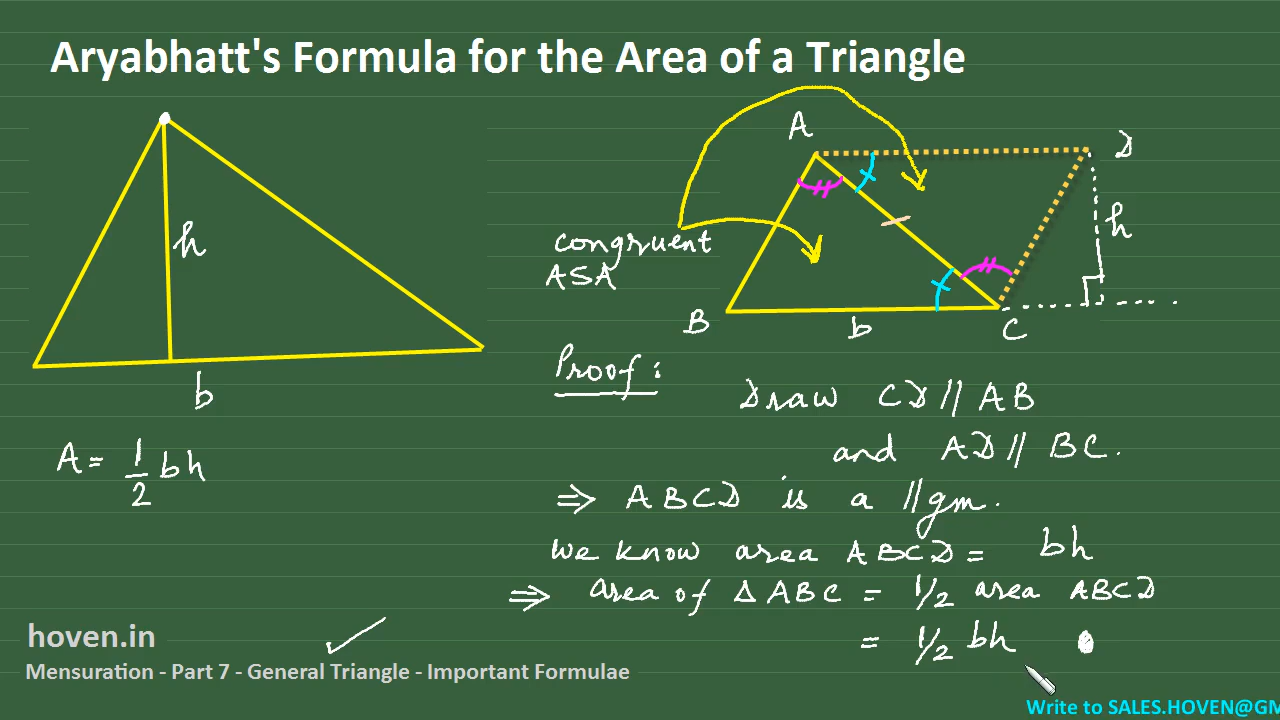 Aryabhatt's Formula for the Area of a Triangle
h
b
A = 1/2 bh
A
D
h
congruent
ASA
B
b
C
Proof :
Draw CD // AB
and AD // BC.
⇒ ABCD is a //gm.
We know area ABCD = bh
⇒ area of Δ ABC = 1/2 area ABCD
= 1/2 bh
hoven.in
Mensuration - Part 7 - General Triangle - Important Formulae
Write to SALES.HOVEN@GM